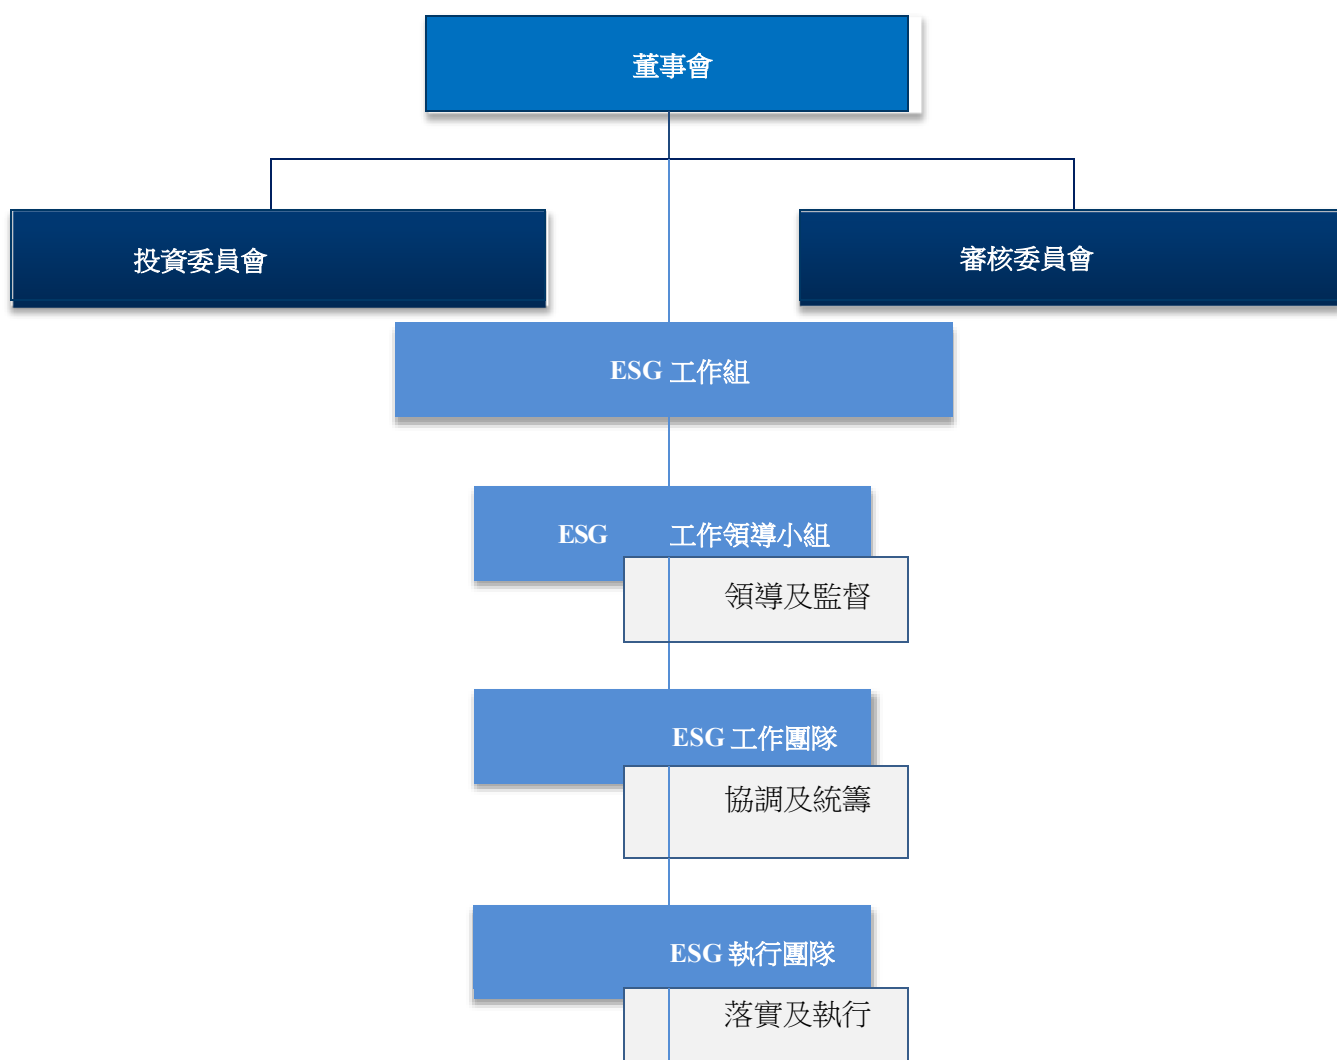 董事會
投資委員會
審核委員會
ESG 工作組
ESG 工作領導小組
領導及監督
ESG 工作團隊
協調及統籌
ESG 執行團隊
落實及執行